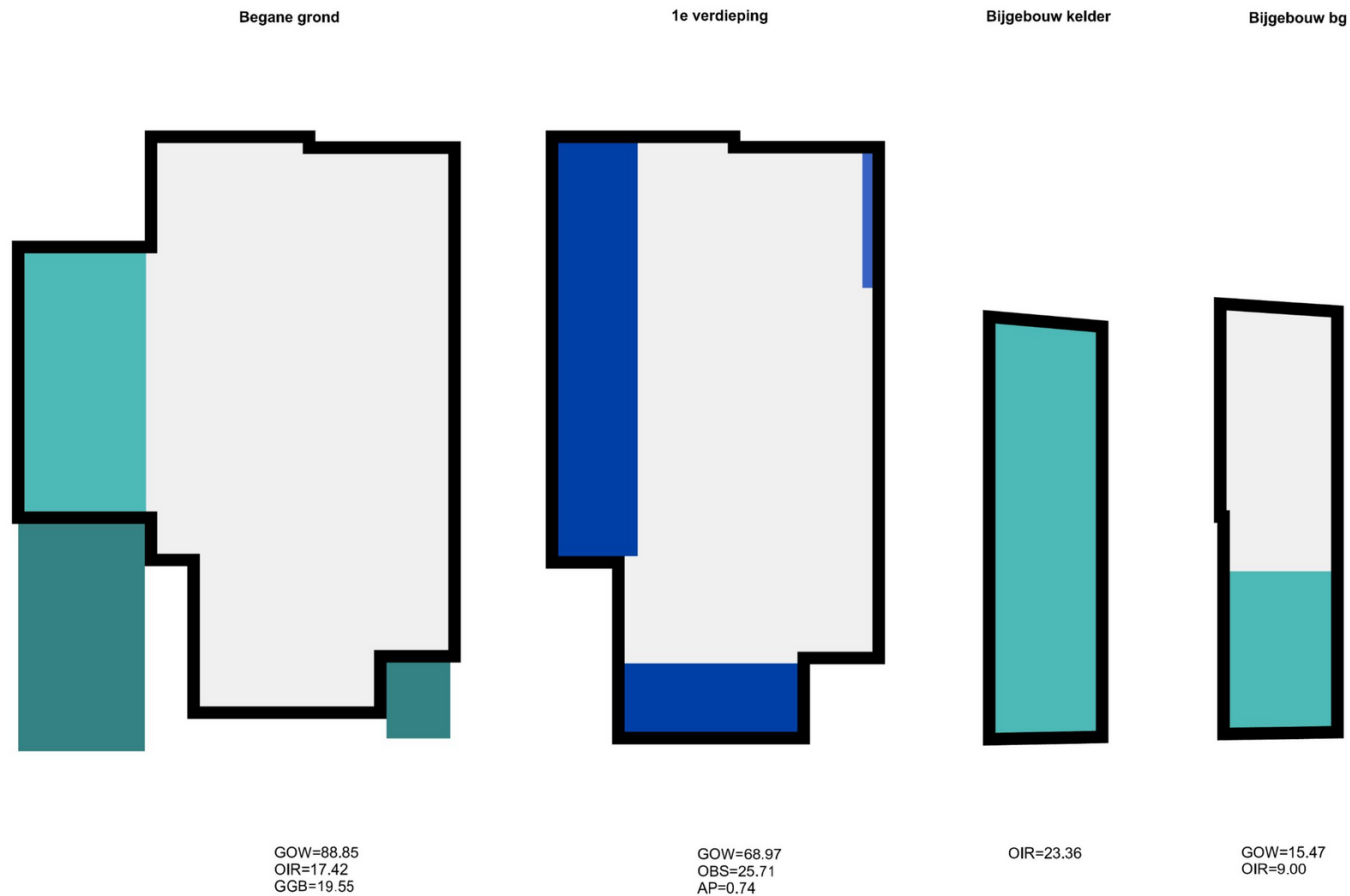 Begane grond
1e verdieping
Bijgebouw kelder
Bijgebouw bg
GOW=88.85
OIR=17.42
GGB=19.55
GOW=68.97
OBS=25.71
AP=0.74
OIR=23.36
GOW=15.47
OIR=9.00